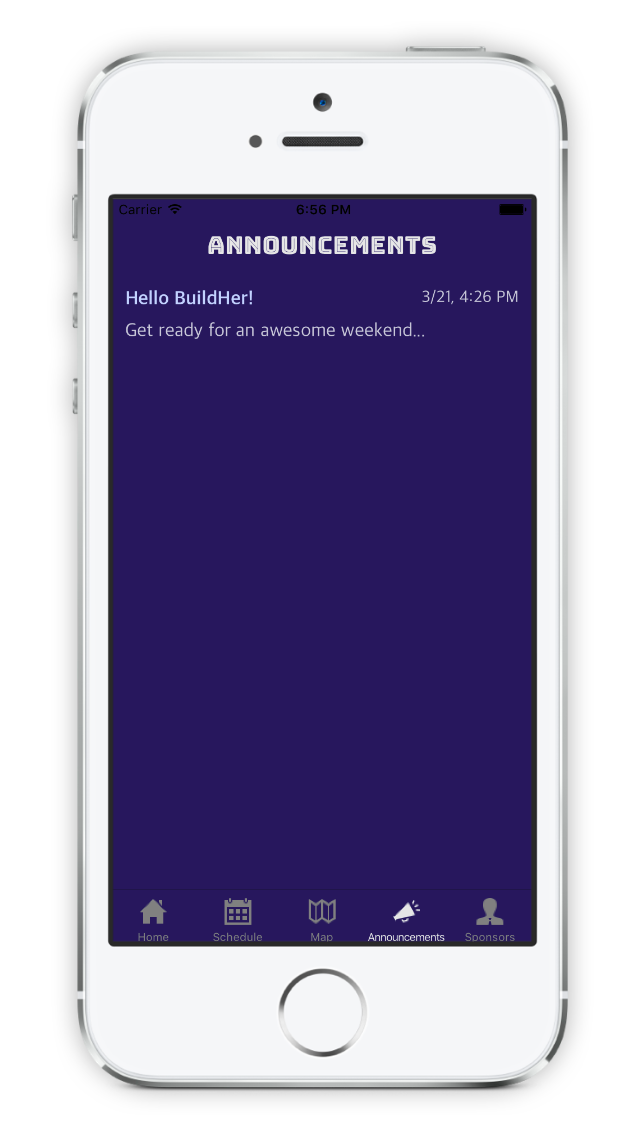 Carrier 6:56 PM
ANNOUNCEMENTS
Hello BuildHer! 3/21, 4:26 PM
Get ready for an awesome weekend...
Home Schedule Map Announcements Sponsors